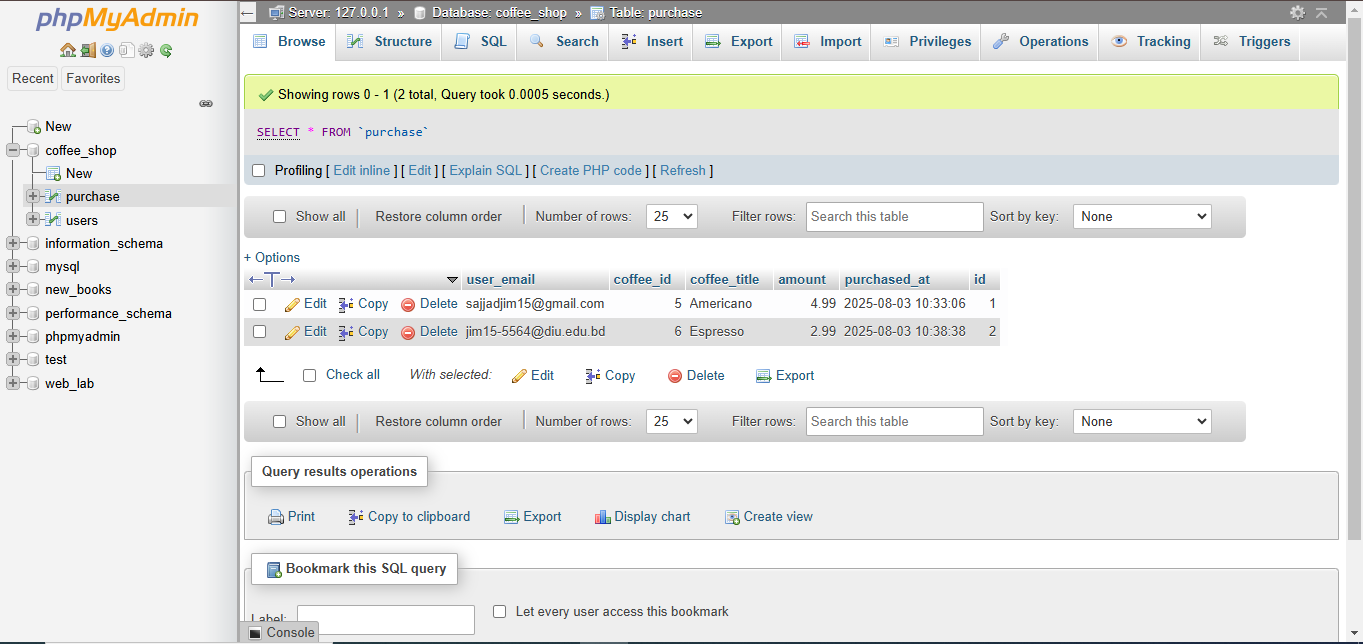 phpMyAdmin
Recent Favorites
New
coffee_shop
New
purchase
users
information_schema
mysql
new_books
performance_schema
phpmyadmin
test
web_lab
Server: 127.0.0.1 » Database: coffee_shop » Table: purchase
Browse Structure SQL Search Insert Export Import Privileges Operations Tracking Triggers
Showing rows 0 - 1 (2 total, Query took 0.0005 seconds.)
SELECT * FROM `purchase`
Profiling [ Edit inline ] [ Edit ] [ Explain SQL ] [ Create PHP code ] [ Refresh ]
Show all Restore column order Number of rows: 25 Filter rows: Search this table Sort by key: None
+ Options
←T→ user_email coffee_id coffee_title amount purchased_at id
Edit Copy Delete sajjadjim15@gmail.com 5 Americano 4.99 2025-08-03 10:33:06 1
Edit Copy Delete jim15-5564@diu.edu.bd 6 Espresso 2.99 2025-08-03 10:38:38 2
Check all With selected: Edit Copy Delete Export
Show all Restore column order Number of rows: 25 Filter rows: Search this table Sort by key: None
Query results operations
Print Copy to clipboard Export Display chart Create view
Bookmark this SQL query
Label: Let every user access this bookmark
Console